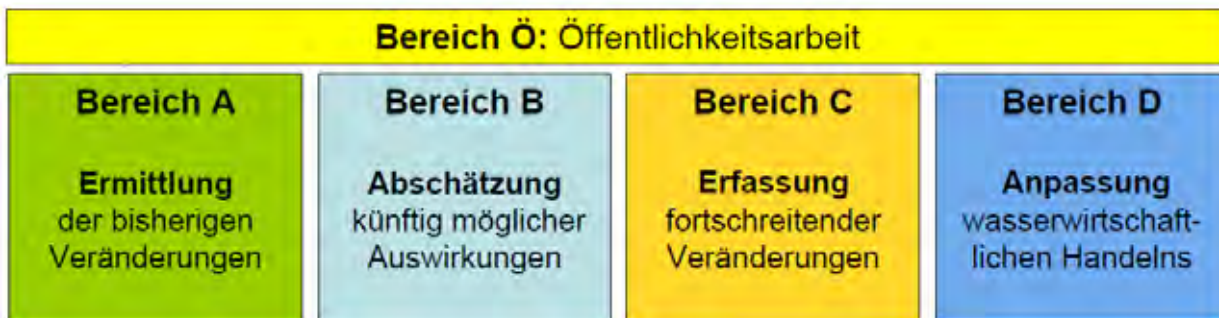 Bereich Ö: Öffentlichkeitsarbeit
Bereich A
Ermittlung
der bisherigen
Veränderungen
Bereich B
Abschätzung
künftig möglicher
Auswirkungen
Bereich C
Erfassung
fortschreitender
Veränderungen
Bereich D
Anpassung
wasserwirtschaft-
lichen Handelns